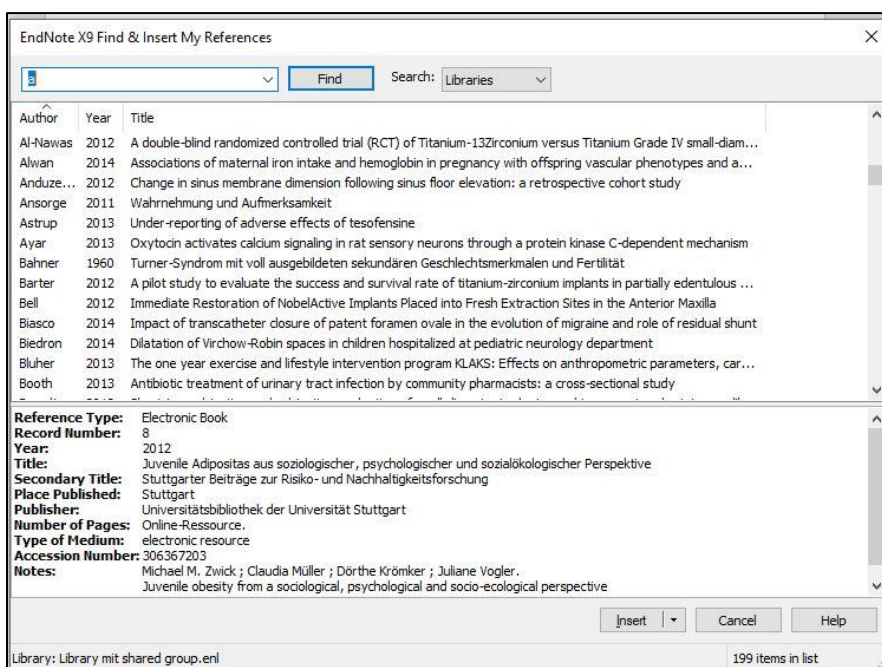 EndNote X9 Find & Insert My References
a Find Search: Libraries
Author Year Title
Al-Nawas 2012 A double-blind randomized controlled trial (RCT) of Titanium-13Zirconium versus Titanium Grade IV small-diam...
Alwan 2014 Associations of maternal iron intake and hemoglobin in pregnancy with offspring vascular phenotypes and a...
Anduze... 2012 Change in sinus membrane dimension following sinus floor elevation: a retrospective cohort study
Ansorge 2011 Wahrnehmung und Aufmerksamkeit
Astrup 2013 Under-reporting of adverse effects of tesofensine
Ayar 2013 Oxytocin activates calcium signaling in rat sensory neurons through a protein kinase C-dependent mechanism
Bahner 1960 Turner-Syndrom mit voll ausgebildeten sekundären Geschlechtsmerkmalen und Fertilität
Barter 2012 A pilot study to evaluate the success and survival rate of titanium-zirconium implants in partially edentulous ...
Bell 2012 Immediate Restoration of NobelActive Implants Placed into Fresh Extraction Sites in the Anterior Maxilla
Biasco 2014 Impact of transcatheter closure of patent foramen ovale in the evolution of migraine and role of residual shunt
Biedron 2014 Dilatation of Virchow-Robin spaces in children hospitalized at pediatric neurology department
Bluher 2013 The one year exercise and lifestyle intervention program KLAKS: Effects on anthropometric parameters, car...
Booth 2013 Antibiotic treatment of urinary tract infection by community pharmacists: a cross-sectional study
Reference Type: Electronic Book
Record Number: 8
Year: 2012
Title: Juvenile Adipositas aus soziologischer, psychologischer und sozialökologischer Perspektive
Secondary Title: Stuttgarter Beiträge zur Risiko- und Nachhaltigkeitsforschung
Place Published: Stuttgart
Publisher: Universitätsbibliothek der Universität Stuttgart
Number of Pages: Online-Ressource.
Type of Medium: electronic resource
Accession Number: 306367203
Notes: Michael M. Zwick ; Claudia Müller ; Dörthe Krömker ; Juliane Vogler.
Juvenile obesity from a sociological, psychological and socio-ecological perspective
Insert Cancel Help
Library: Library mit shared group.enl 199 items in list